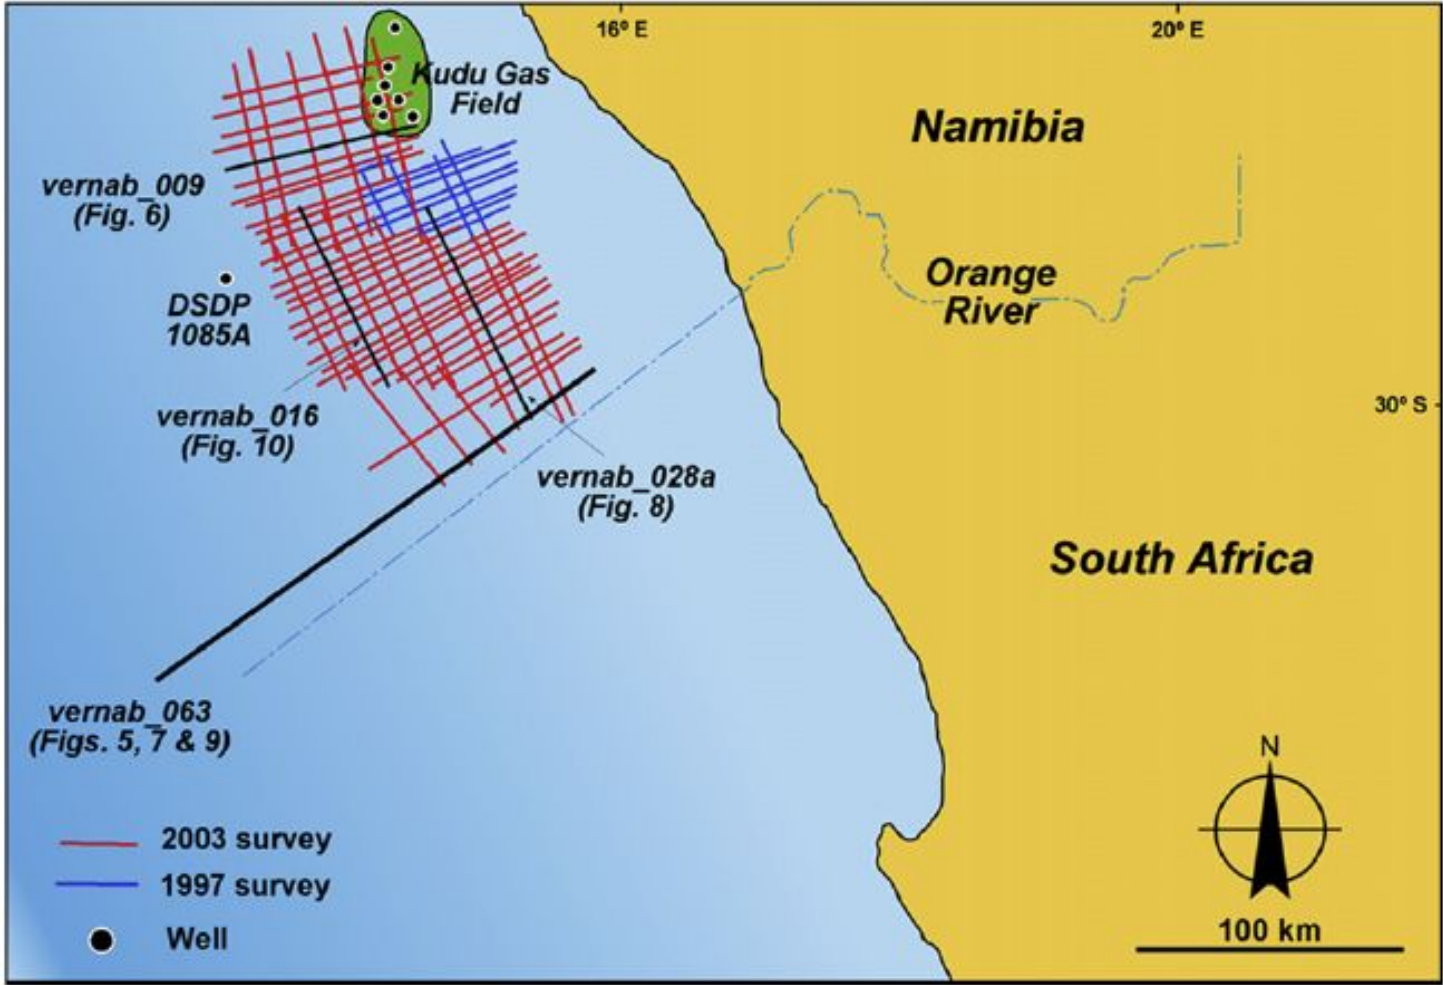 16º E
20º E
Kudu Gas
Field
Namibia
vernab_009
(Fig. 6)
Orange
River
DSDP
1085A
30º S
vernab_016
(Fig. 10)
vernab_028a
(Fig. 8)
South Africa
vernab_063
(Figs. 5, 7 & 9)
N
2003 survey
1997 survey
Well
100 km